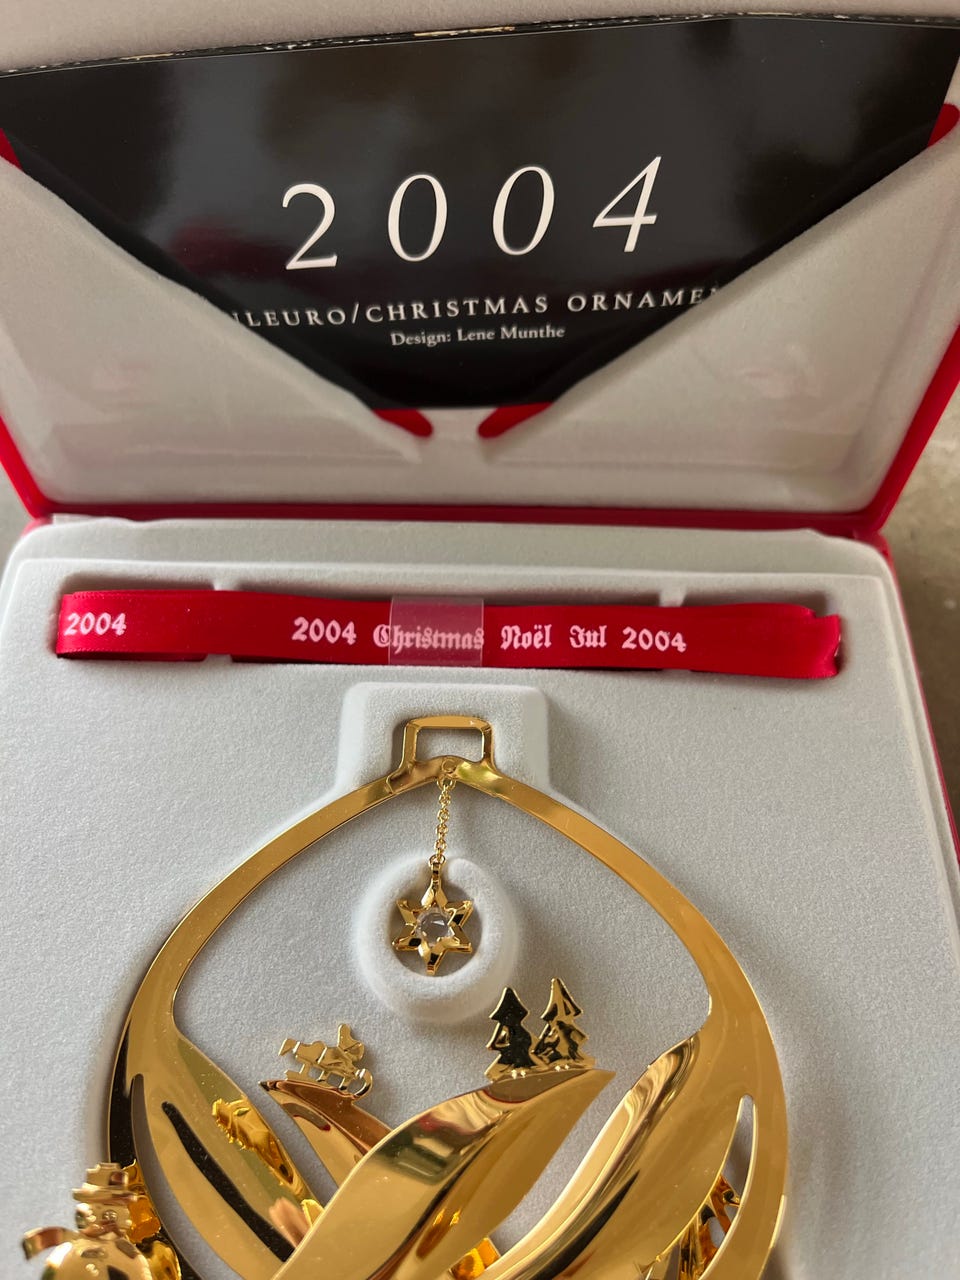 2004
LEURO/CHRISTMAS ORNAME
Design: Lene Munthe
2004 2004 Christmas Noël Jul 2004